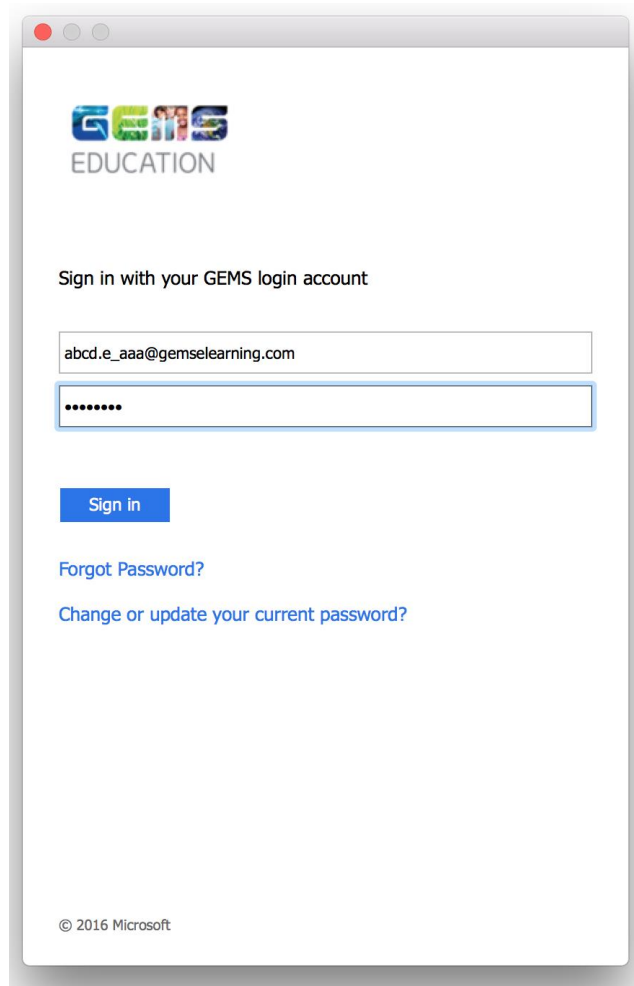 GEMS
EDUCATION
Sign in with your GEMS login account
abcd.e_aaa@gemselearning.com
••••••••
Sign in
Forgot Password?
Change or update your current password?
© 2016 Microsoft